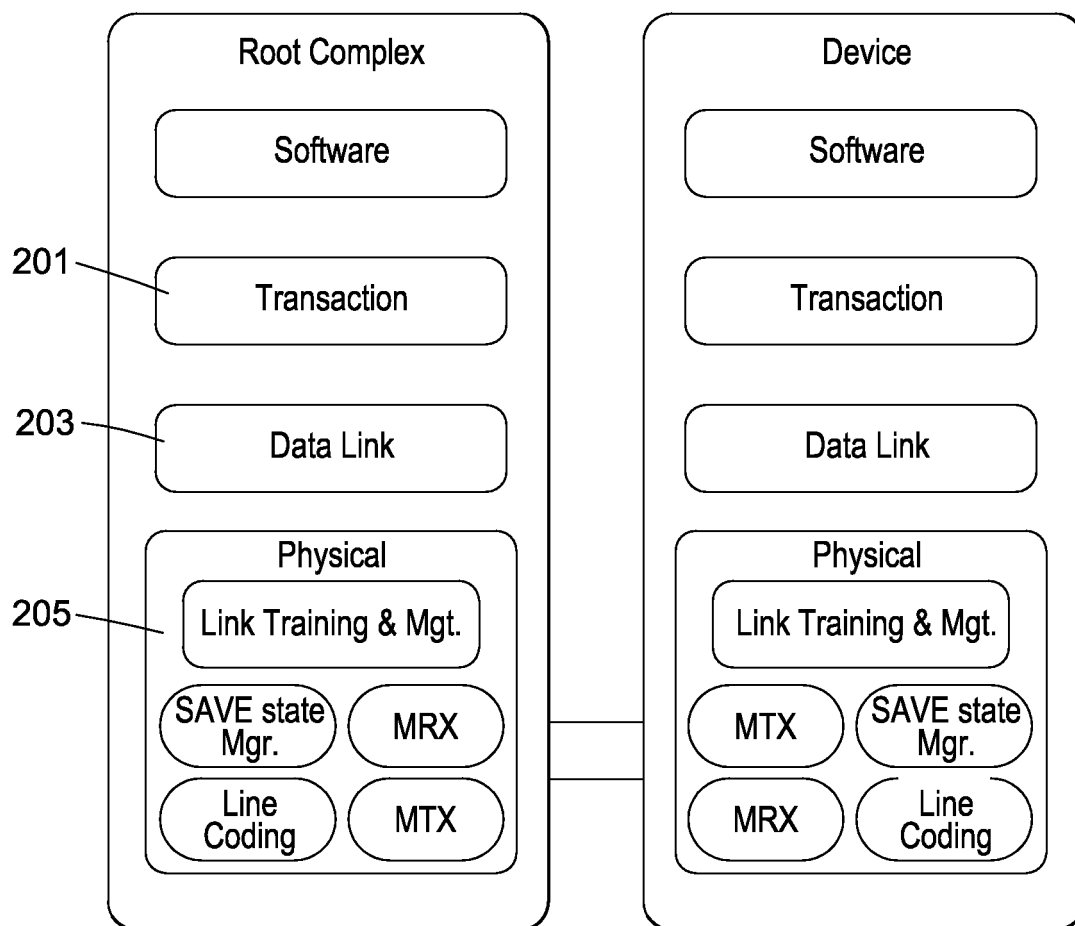 Root Complex
Software
201
Transaction
203
Data Link
Physical
205
Link Training & Mgt.
SAVE state
Mgr.
MRX
Line
Coding
MTX
Device
Software
Transaction
Data Link
Physical
Link Training & Mgt.
MTX
SAVE state
Mgr.
MRX
Line
Coding